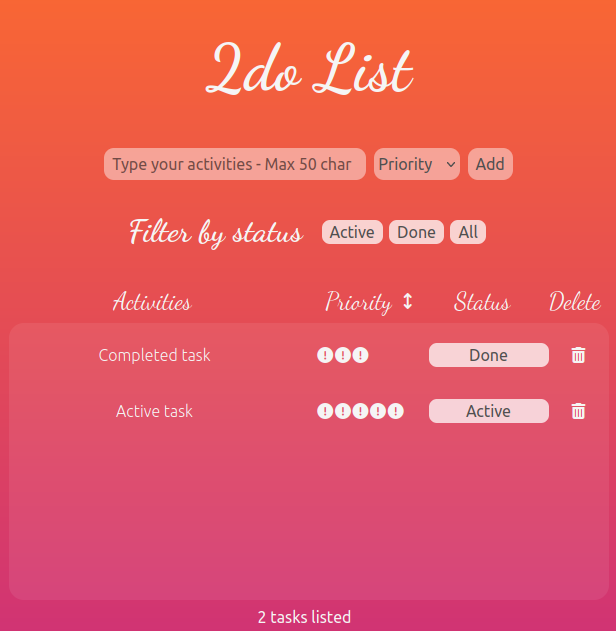 2do List
Type your activities - Max 50 char Priority Add
Filter by status Active Done All
Activities Priority Status Delete
Completed task Done
Active task Active
2 tasks listed